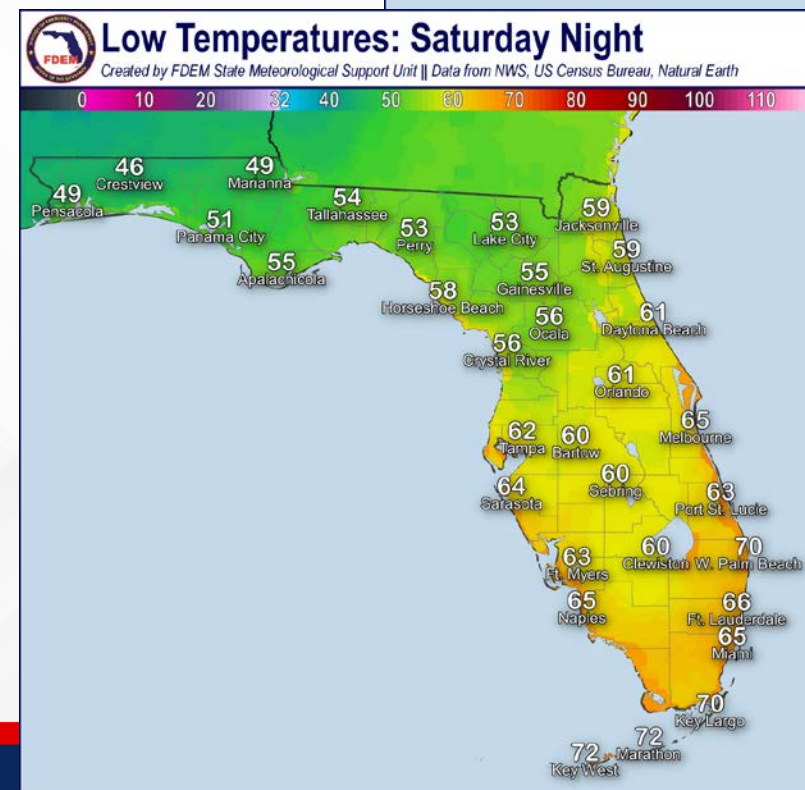 FDEM
Low Temperatures: Saturday Night
Created by FDEM State Meteorological Support Unit || Data from NWS, US Census Bureau, Natural Earth
0 10 20 32 40 50 60 70 80 90 100 110
46
Crestview
49
Marianna
49
Pensacola
54
Tallahassee
51
Panama City
53
Perry
53
Lake City
59
Jacksonville
55
Apalachicola
59
St. Augustine
55
Gainesville
58
Horseshoe Beach
56
Ocala
61
Daytona Beach
56
Crystal River
61
Orlando
65
Melbourne
62
Tampa
60
Bartow
60
Sebring
64
Sarasota
63
Port St. Lucie
63
Ft. Myers
60
Clewiston
70
W. Palm Beach
65
Naples
66
Ft. Lauderdale
65
Miami
70
Key Largo
72
Marathon
72
Key West